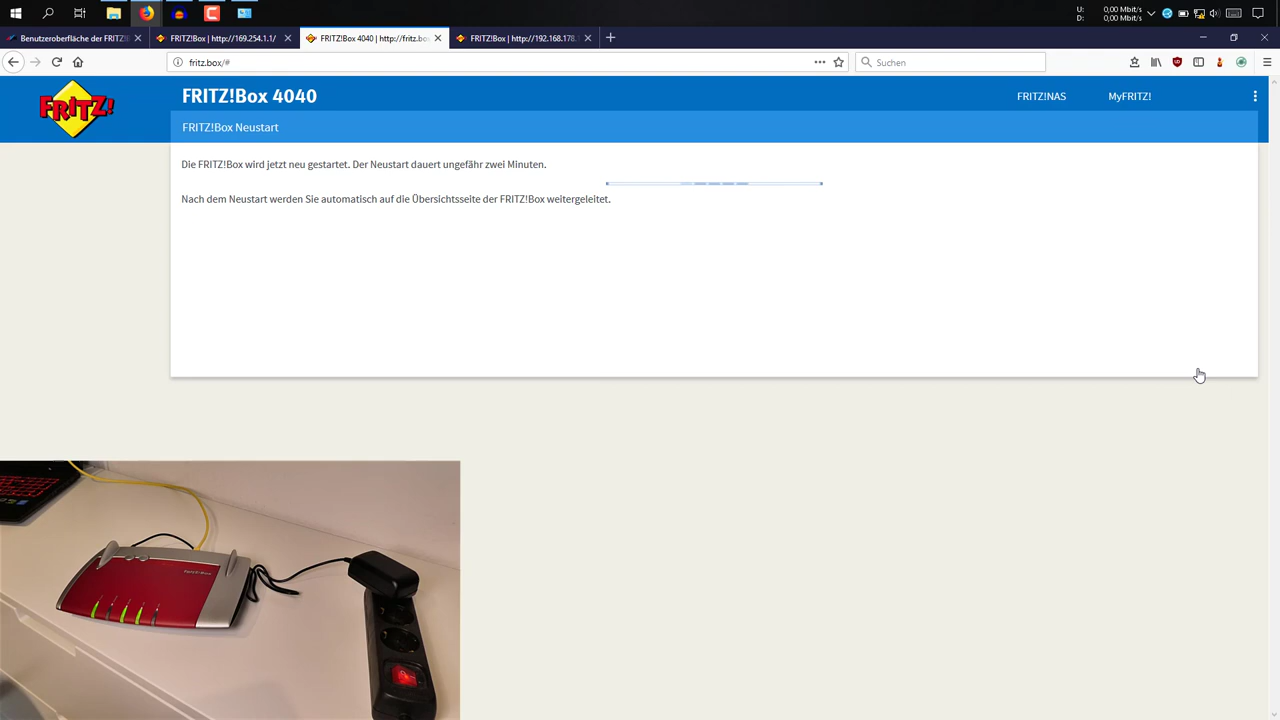 U: 0,00 Mbit/s
D: 0,00 Mbit/s
Benutzeroberfläche der FRITZ!
FRITZ!Box | http://169.254.1.1/
FRITZ!Box 4040 | http://fritz.bo
FRITZ!Box | http://192.168.178.
fritz.box/#
Suchen
FRITZ!
FRITZ!Box 4040
FRITZ!NAS
MyFRITZ!
FRITZ!Box Neustart
Die FRITZ!Box wird jetzt neu gestartet. Der Neustart dauert ungefähr zwei Minuten.
Nach dem Neustart werden Sie automatisch auf die Übersichtsseite der FRITZ!Box weitergeleitet.
FRITZ!Box